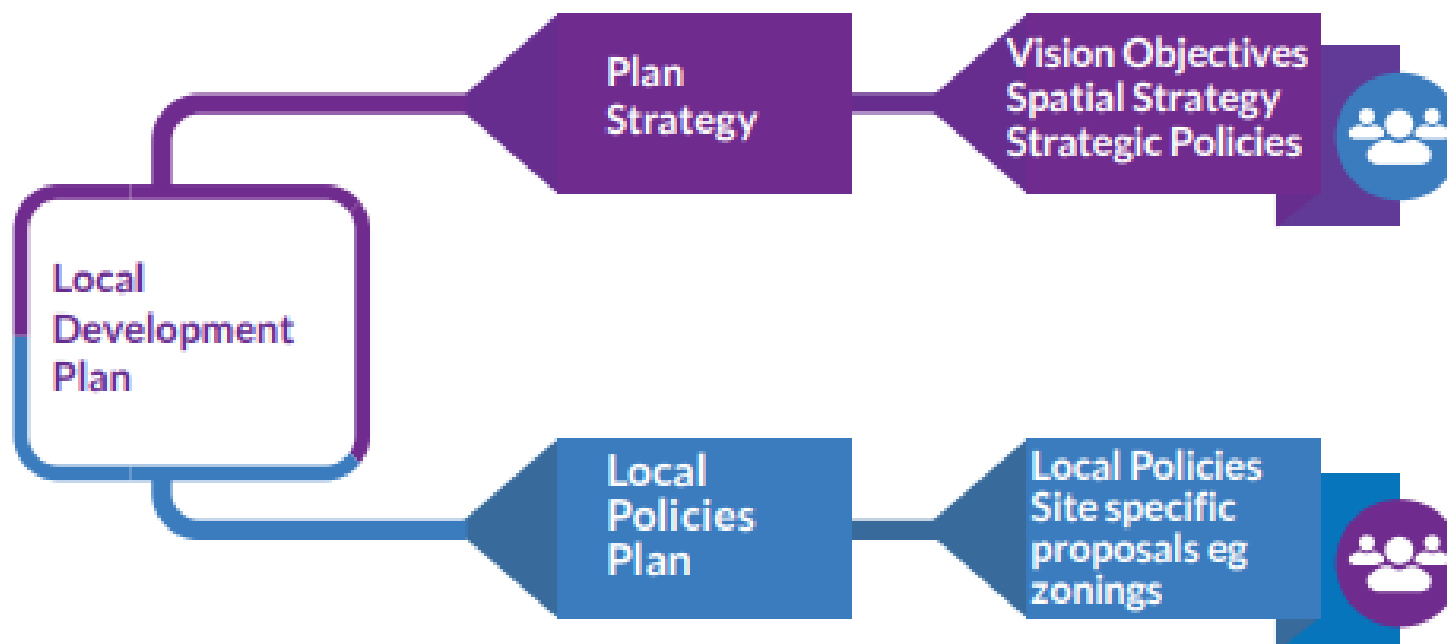 Local
Development
Plan
Plan
Strategy
Vision Objectives
Spatial Strategy
Strategic Policies
Local
Policies
Plan
Local Policies
Site specific
proposals eg
zonings